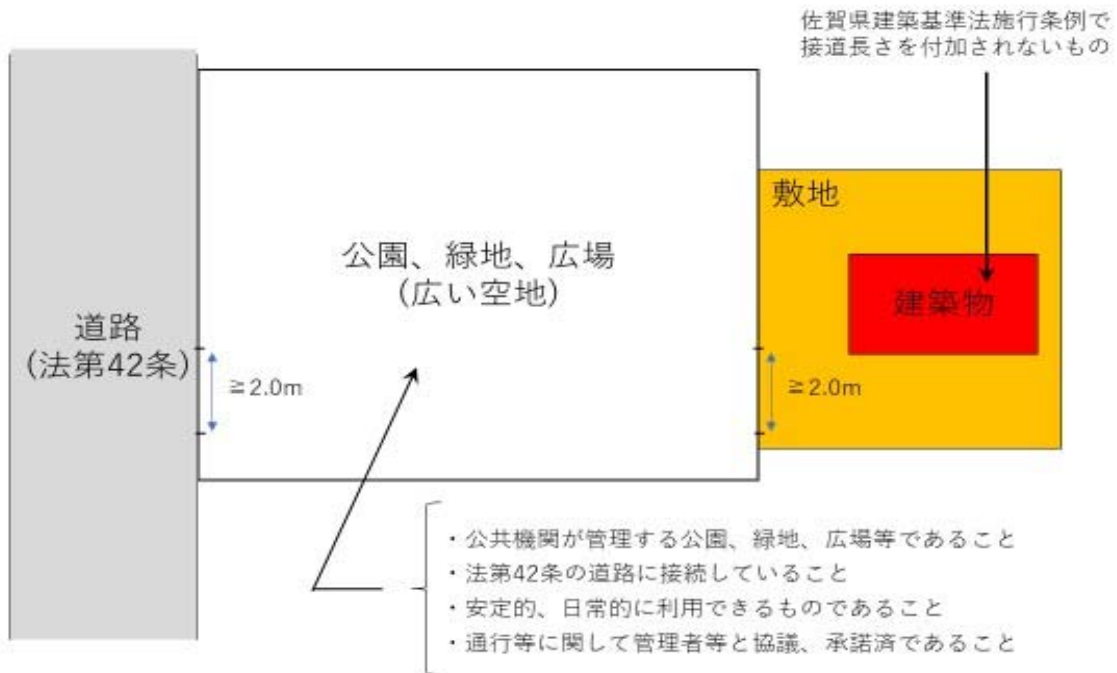 佐賀県建築基準法施行条例で
接道長さを付加されないもの
敷地
公園、緑地、広場
(広い空地)
建築物
道路
(法第42条)
≧2.0m
≧2.0m
・公共機関が管理する公園、緑地、広場等であること
・法第42条の道路に接続していること
・安定的、日常的に利用できるものであること
・通行等に関して管理者等と協議、承諾済であること